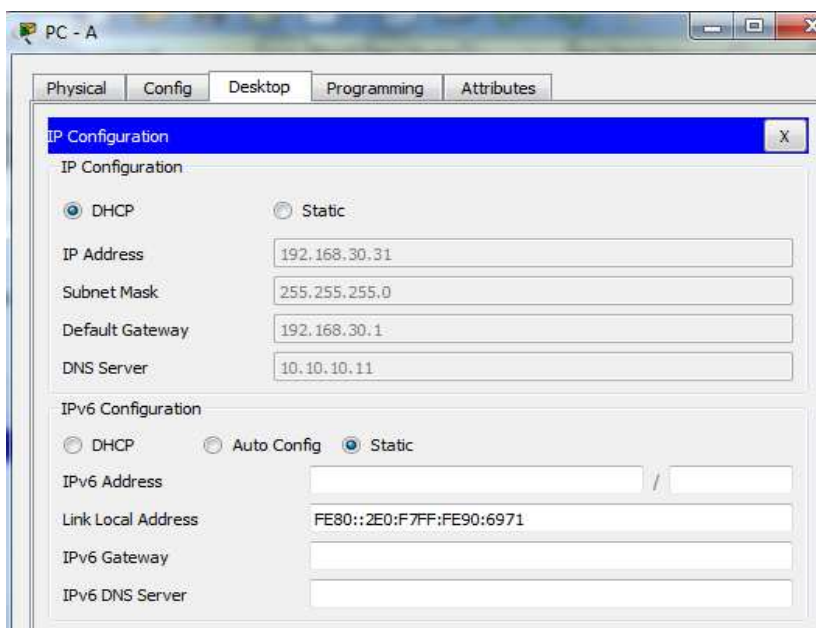 PC - A
X
Physical Config Desktop Programming Attributes
IP Configuration X
IP Configuration
DHCP Static
IP Address 192.168.30.31
Subnet Mask 255.255.255.0
Default Gateway 192.168.30.1
DNS Server 10.10.10.11
IPv6 Configuration
DHCP Auto Config Static
IPv6 Address /
Link Local Address FE80::2E0:F7FF:FE90:6971
IPv6 Gateway
IPv6 DNS Server